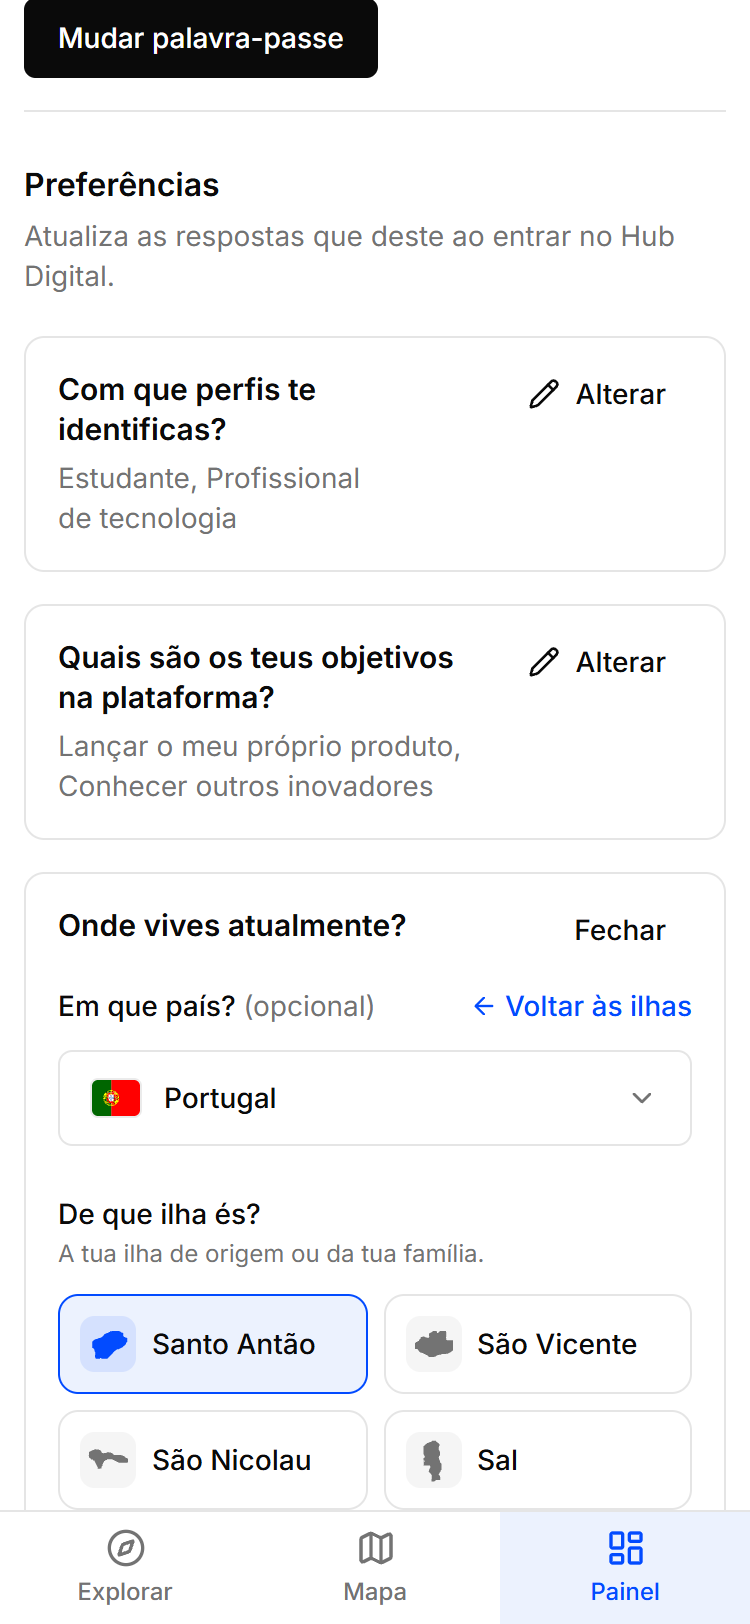 Mudar palavra-passe
Preferências
Atualiza as respostas que deste ao entrar no Hub
Digital.
Com que perfis te
identificas?
Alterar
Estudante, Profissional
de tecnologia
Quais são os teus objetivos
na plataforma?
Alterar
Lançar o meu próprio produto,
Conhecer outros inovadores
Onde vives atualmente?
Fechar
Em que país? (opcional)
← Voltar às ilhas
Portugal
De que ilha és?
A tua ilha de origem ou da tua família.
Santo Antão
São Vicente
São Nicolau
Sal
Explorar
Mapa
Painel